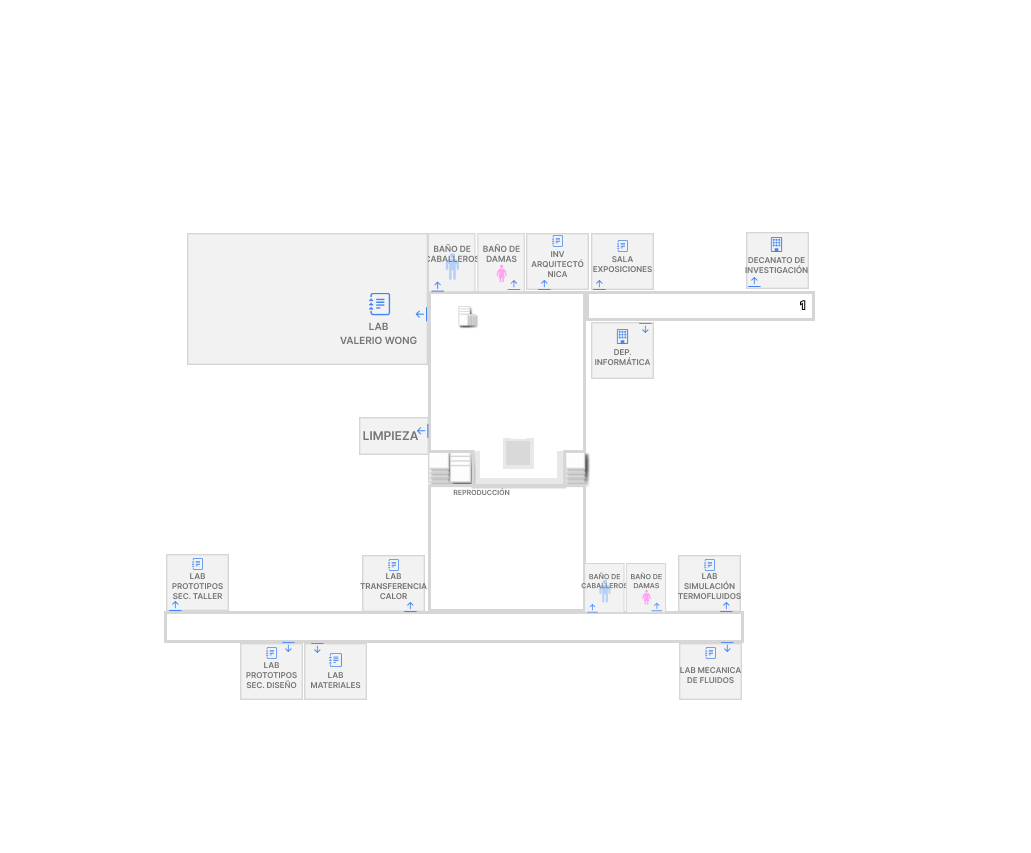 BAÑO DE
CABALLEROS
BAÑO DE
DAMAS
INV
ARQUITECTÓ
NICA
SALA
EXPOSICIONES
DECANATO DE
INVESTIGACIÓN
LAB
VALERIO WONG
¶
DEP.
INFORMÁTICA
LIMPIEZA
REPRODUCCIÓN
LAB
PROTOTIPOS
SEC. TALLER
LAB
TRANSFERENCIA
CALOR
BAÑO DE
CABALLEROS
BAÑO DE
DAMAS
LAB
SIMULACIÓN
TERMOFLUIDOS
LAB
PROTOTIPOS
SEC. DISEÑO
LAB
MATERIALES
LAB MECANICA
DE FLUIDOS